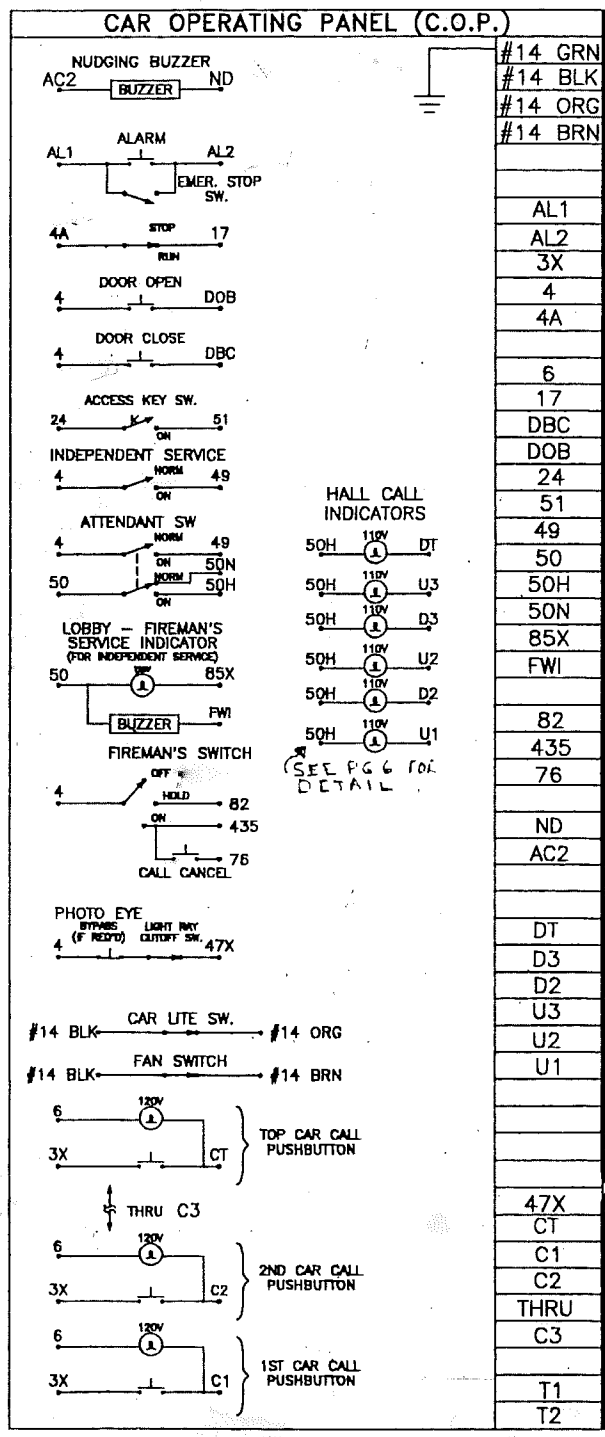 CAR OPERATING PANEL (C.O.P.)
NUDGING BUZZER
AC2 BUZZER ND
ALARM
AL1 AL2
EMER. STOP
SW.
4A STOP 17
RUN
DOOR OPEN
4 DOB
DOOR CLOSE
4 DBC
ACCESS KEY SW.
24 K 51
ON
INDEPENDENT SERVICE
4 NORM 49
ON
ATTENDANT SW
4 NORM 49
ON 50N
50 NORM 50H
ON
LOBBY – FIREMAN'S
SERVICE INDICATOR
(FOR INDEPENDENT SERVICE)
50 85X
BUZZER FWI
FIREMAN'S SWITCH
OFF
4 HOLD 82
ON 435
76
CALL CANCEL
PHOTO EYE
BYPASS LIGHT RAY
(IF REQ'D) CUTOFF SW.
4 47X
CAR LITE SW.
#14 BLK #14 ORG
FAN SWITCH
#14 BLK #14 BRN
6 120V
3X CT
TOP CAR CALL
PUSHBUTTON
THRU C3
6 120V
3X C2
2ND CAR CALL
PUSHBUTTON
6 120V
3X C1
1ST CAR CALL
PUSHBUTTON
HALL CALL
INDICATORS
110V
50H DT
110V
50H U3
110V
50H D3
110V
50H U2
110V
50H D2
110V
50H U1
(SEE PG 6 FOR
DETAIL.
#14 GRN
#14 BLK
#14 ORG
#14 BRN
AL1
AL2
3X
4
4A
6
17
DBC
DOB
24
51
49
50
50H
50N
85X
FWI
82
435
76
ND
AC2
DT
D3
D2
U3
U2
U1
47X
CT
C1
C2
THRU
C3
T1
T2